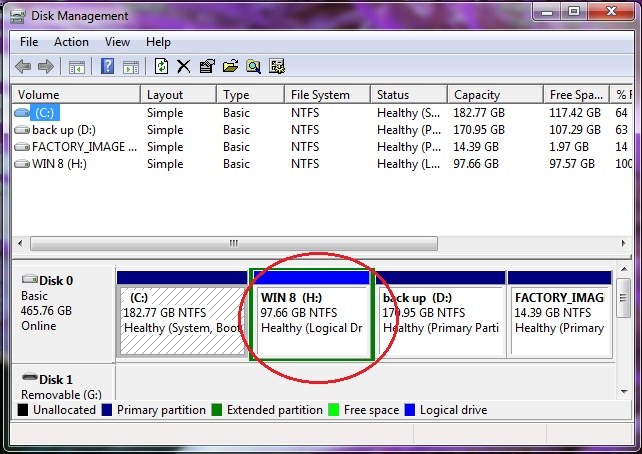 Disk Management
File Action View Help
Volume Layout Type File System Status Capacity Free Spa... % F
(C:) Simple Basic NTFS Healthy (S... 182.77 GB 117.42 GB 64
back up (D:) Simple Basic NTFS Healthy (P... 170.95 GB 107.29 GB 63
FACTORY_IMAGE ... Simple Basic NTFS Healthy (P... 14.39 GB 1.97 GB 14
WIN 8 (H:) Simple Basic NTFS Healthy (L... 97.66 GB 97.57 GB 100
Disk 0
Basic
465.76 GB
Online
(C:)
182.77 GB NTFS
Healthy (System, Boot
WIN 8 (H:)
97.66 GB NTFS
Healthy (Logical Dr
back up (D:)
170.95 GB NTFS
Healthy (Primary Parti
FACTORY_IMAG
14.39 GB NTFS
Healthy (Primary
Disk 1
Removable (G:)
Unallocated Primary partition Extended partition Free space Logical drive